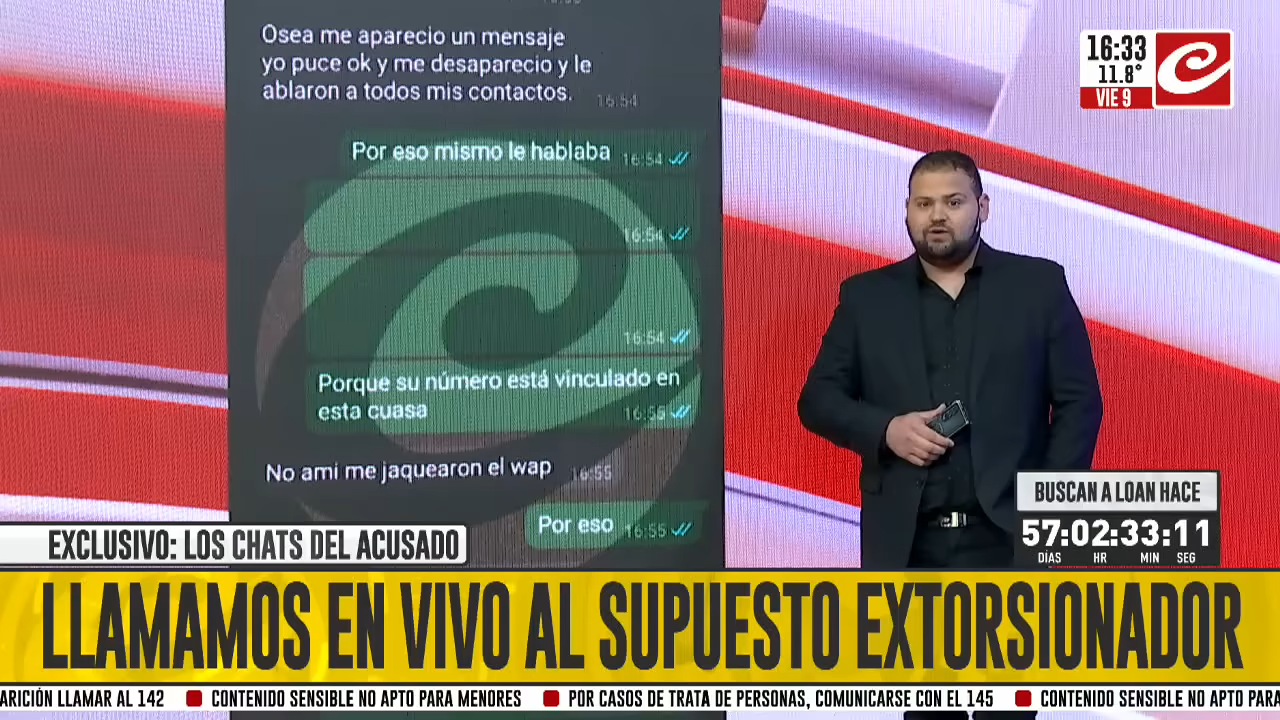 Osea me aparecio un mensaje
yo puce ok y me desaparecio y le
ablaron a todos mis contactos.
16:54
Por eso mismo le hablaba
16:54
16:54
16:54
Porque su número está vinculado en
esta cuasa
16:55
No ami me jaquearon el wap
16:55
Por eso
16:55
16:33
11.8°
VIE 9
BUSCAN A LOAN HACE
57:02:33:11
DÍAS HR MIN SEG
EXCLUSIVO: LOS CHATS DEL ACUSADO
LLAMAMOS EN VIVO AL SUPUESTO EXTORSIONADOR
ARICIÓN LLAMAR AL 142 CONTENIDO SENSIBLE NO APTO PARA MENORES POR CASOS DE TRATA DE PERSONAS, COMUNICARSE CON EL 145 CONTENIDO SENSIBLE NO APTO PARA